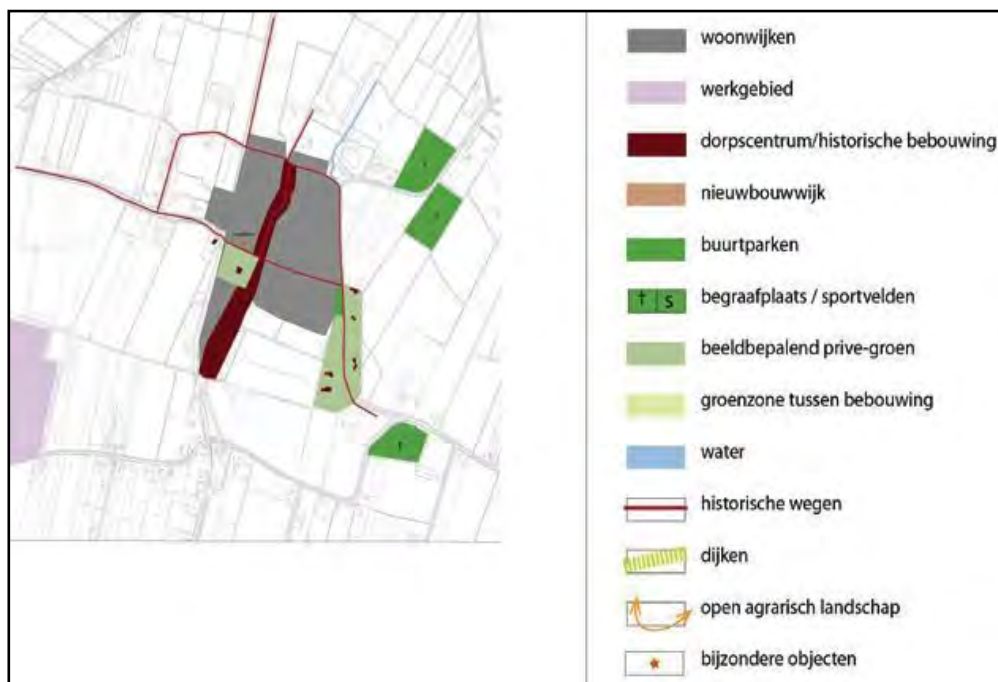 woonwijken
werkgebied
dorpscentrum/historische bebouwing
nieuwbouwwijk
buurtparken
† S begraafplaats / sportvelden
beeldbepalend prive-groen
groenzone tussen bebouwing
water
historische wegen
dijken
open agrarisch landschap
bijzondere objecten